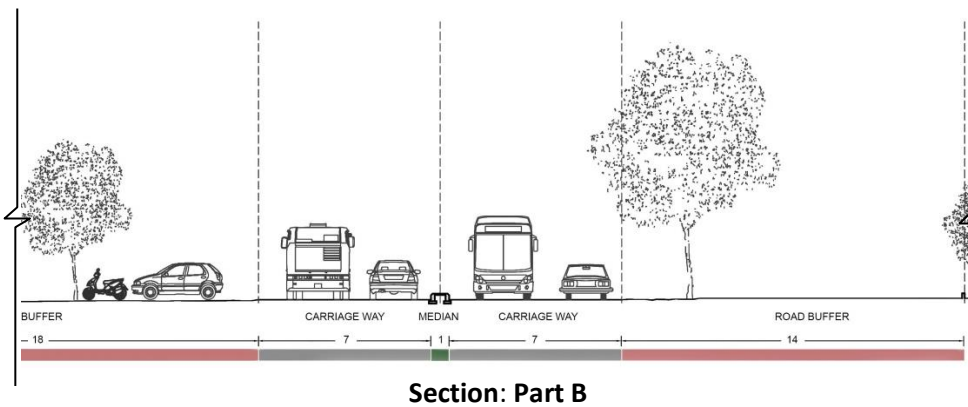 BUFFER CARRIAGE WAY MEDIAN CARRIAGE WAY ROAD BUFFER
18 7 1 7 14
Section: Part B